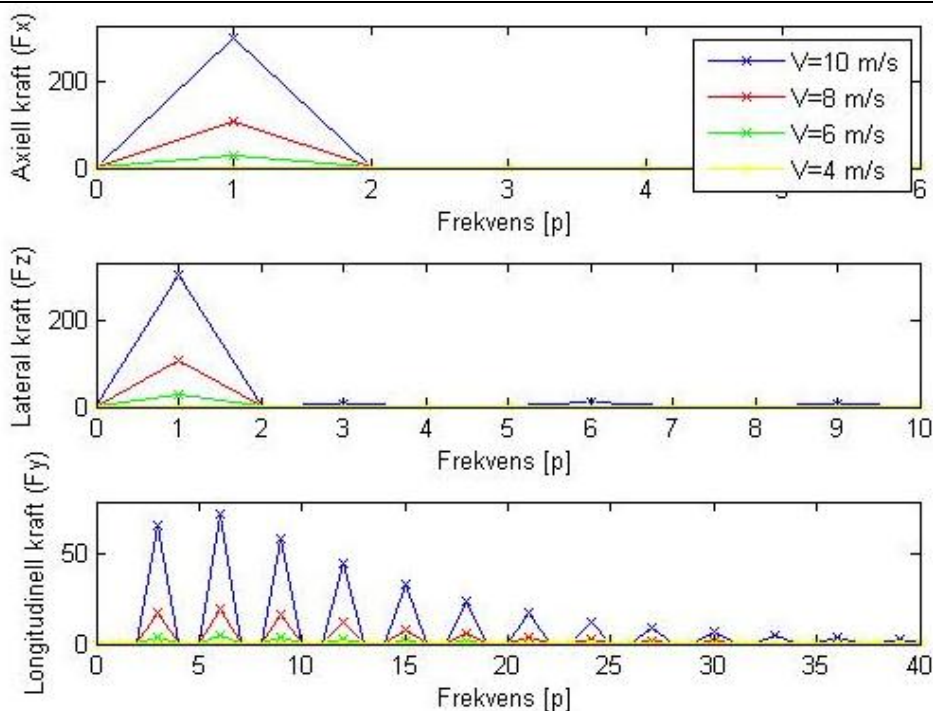 Axiell kraft (Fx)
200
0
0 1 2 3 4 5 6
Frekvens [p]
V=10 m/s
V=8 m/s
V=6 m/s
V=4 m/s
Lateral kraft (Fz)
200
0
0 1 2 3 4 5 6 7 8 9 10
Frekvens [p]
Longitudinell kraft (Fy)
50
0
0 5 10 15 20 25 30 35 40
Frekvens [p]